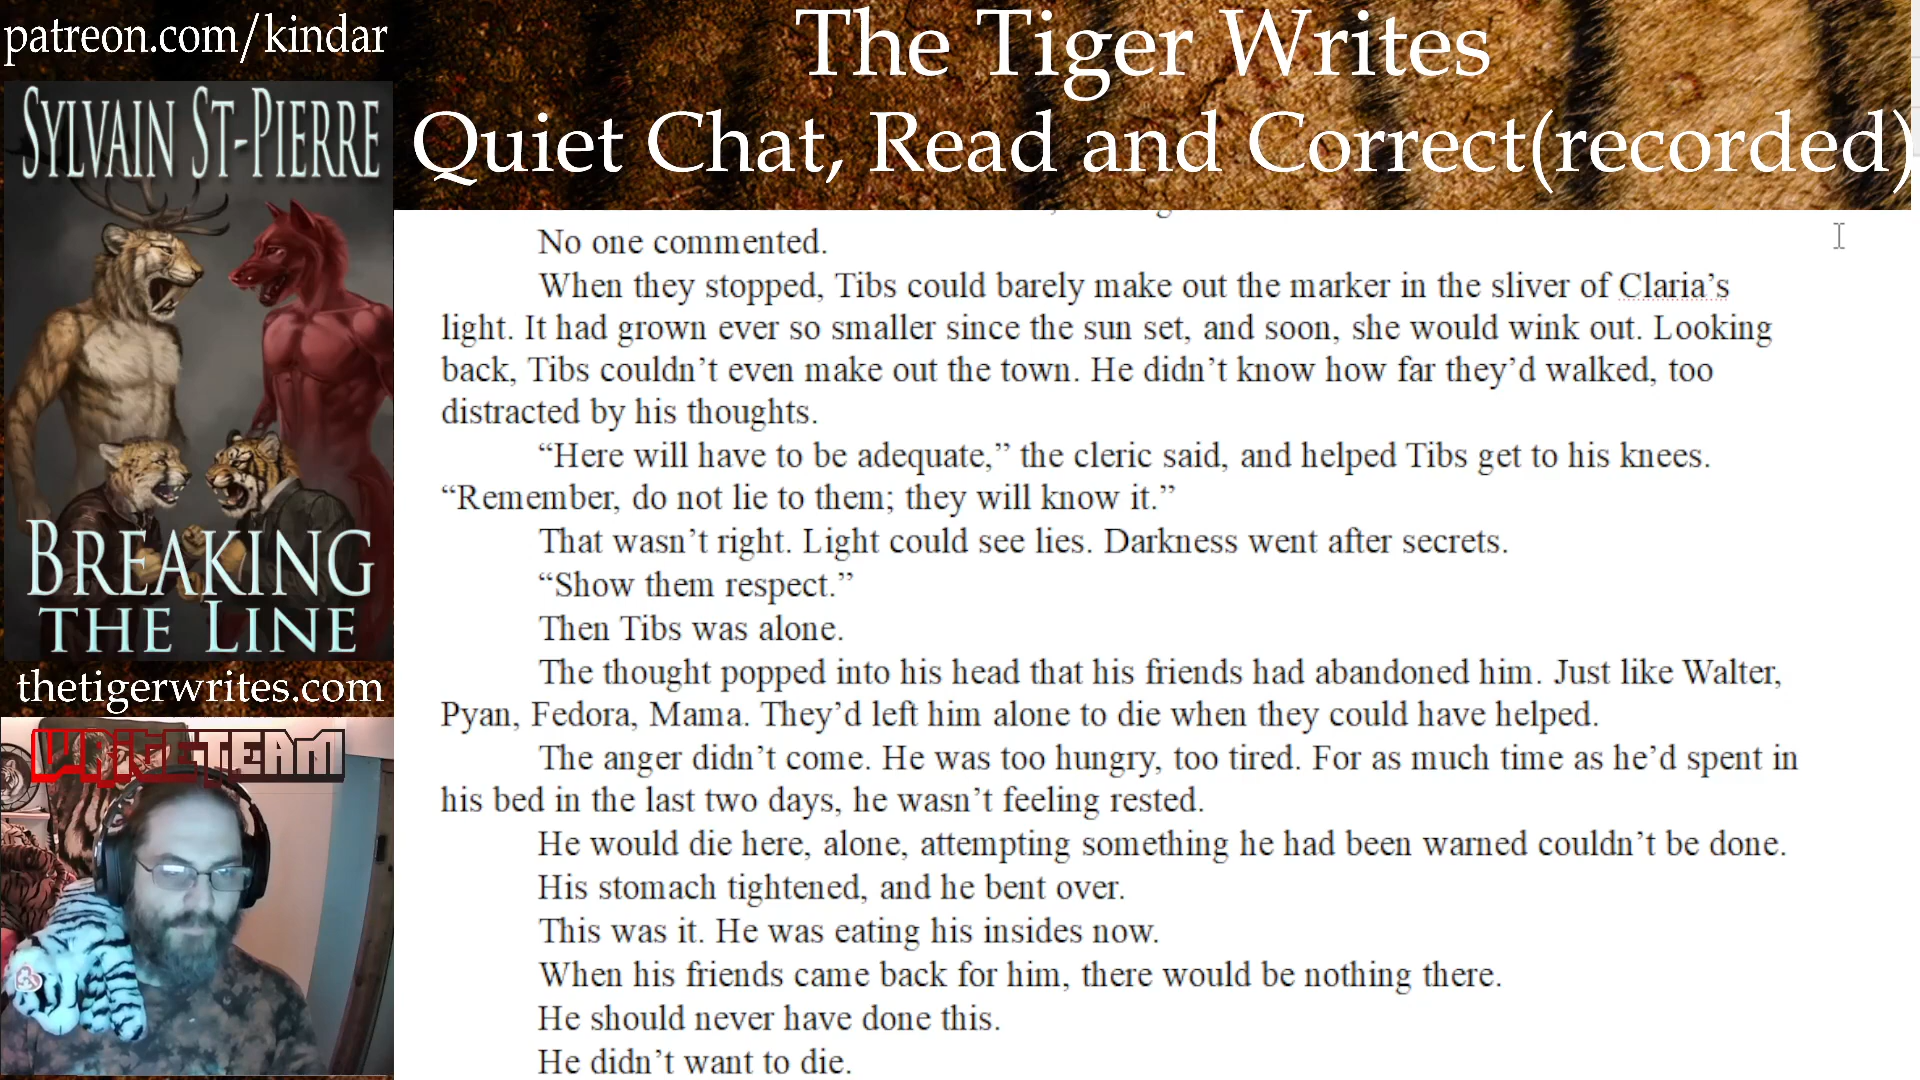 patreon.com/kindar
SYLVAIN ST-PIERRE
BREAKING
THE LINE
thetigerwrites.com
WRITETEAM
The Tiger Writes
Quiet Chat, Read and Correct(recorded)
No one commented.
When they stopped, Tibs could barely make out the marker in the sliver of Claria’s
light. It had grown ever so smaller since the sun set, and soon, she would wink out. Looking
back, Tibs couldn’t even make out the town. He didn’t know how far they’d walked, too
distracted by his thoughts.
“Here will have to be adequate,” the cleric said, and helped Tibs get to his knees.
“Remember, do not lie to them; they will know it.”
That wasn’t right. Light could see lies. Darkness went after secrets.
“Show them respect.”
Then Tibs was alone.
The thought popped into his head that his friends had abandoned him. Just like Walter,
Pyan, Fedora, Mama. They’d left him alone to die when they could have helped.
The anger didn’t come. He was too hungry, too tired. For as much time as he’d spent in
his bed in the last two days, he wasn’t feeling rested.
He would die here, alone, attempting something he had been warned couldn’t be done.
His stomach tightened, and he bent over.
This was it. He was eating his insides now.
When his friends came back for him, there would be nothing there.
He should never have done this.
He didn’t want to die.